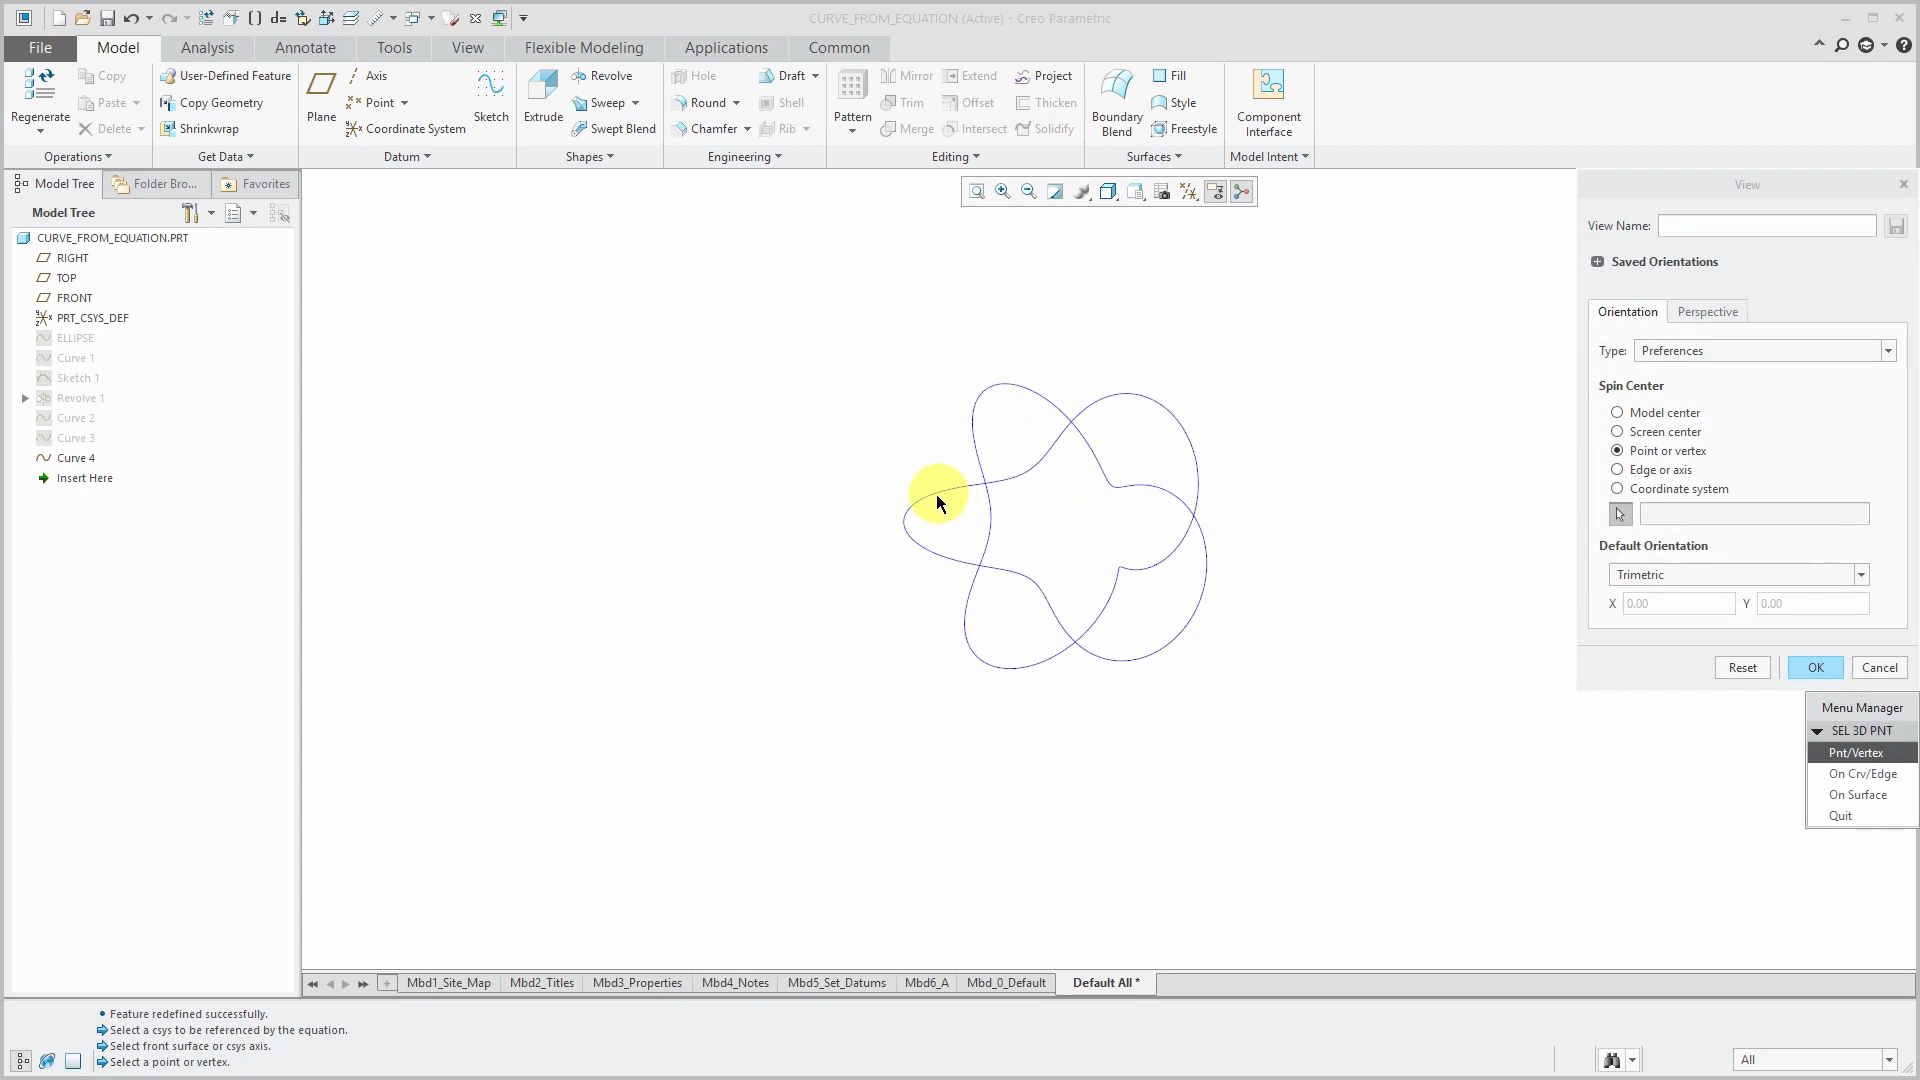 CURVE_FROM_EQUATION (Active) - Creo Parametric
File
Model
Analysis
Annotate
Tools
View
Flexible Modeling
Applications
Common
Regenerate
Copy
Paste
Delete
Operations
User-Defined Feature
Copy Geometry
Shrinkwrap
Get Data
Plane
Axis
Point
Coordinate System
Sketch
Datum
Extrude
Revolve
Sweep
Swept Blend
Shapes
Hole
Round
Chamfer
Draft
Shell
Rib
Engineering
Pattern
Mirror
Trim
Merge
Extend
Offset
Intersect
Project
Thicken
Solidify
Editing
Boundary
Blend
Fill
Style
Freestyle
Surfaces
Component
Interface
Model Intent
Model Tree
Folder Bro...
Favorites
Model Tree
CURVE_FROM_EQUATION.PRT
RIGHT
TOP
FRONT
PRT_CSYS_DEF
ELLIPSE
Curve 1
Sketch 1
Revolve 1
Curve 2
Curve 3
Curve 4
Insert Here
View
View Name:
Saved Orientations
Orientation
Perspective
Type: Preferences
Spin Center
Model center
Screen center
Point or vertex
Edge or axis
Coordinate system
Default Orientation
Trimetric
X 0.00 Y 0.00
Reset
OK
Cancel
Menu Manager
SEL 3D PNT
Pnt/Vertex
On Crv/Edge
On Surface
Quit
Mbd1_Site_Map
Mbd2_Titles
Mbd3_Properties
Mbd4_Notes
Mbd5_Set_Datums
Mbd6_A
Mbd_0_Default
Default All *
Feature redefined successfully.
Select a csys to be referenced by the equation.
Select front surface or csys axis.
Select a point or vertex.
All